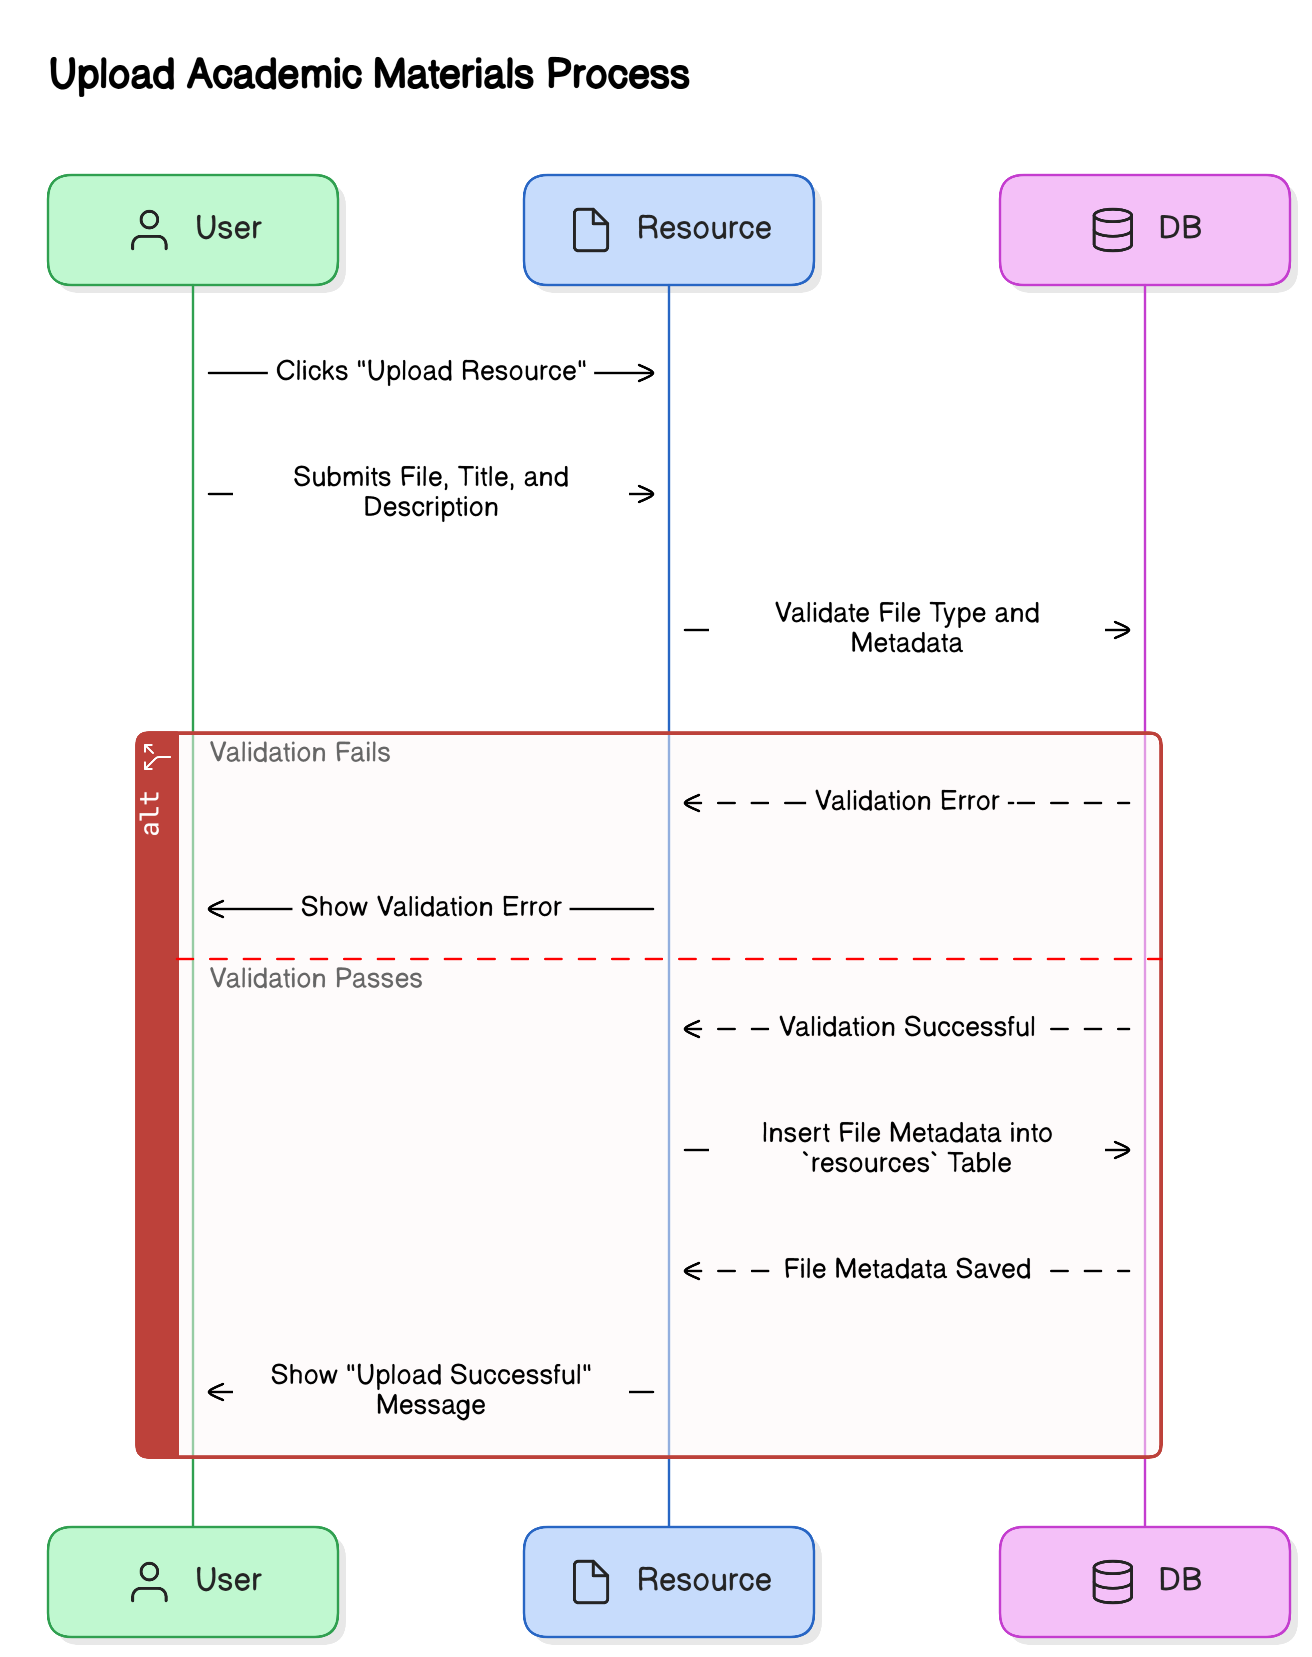 Upload Academic Materials Process
User
Resource
DB
Clicks "Upload Resource"
Submits File, Title, and
Description
Validate File Type and
Metadata
alt
Validation Fails
Validation Error
Show Validation Error
Validation Passes
Validation Successful
Insert File Metadata into
`resources` Table
File Metadata Saved
Show "Upload Successful"
Message
User
Resource
DB